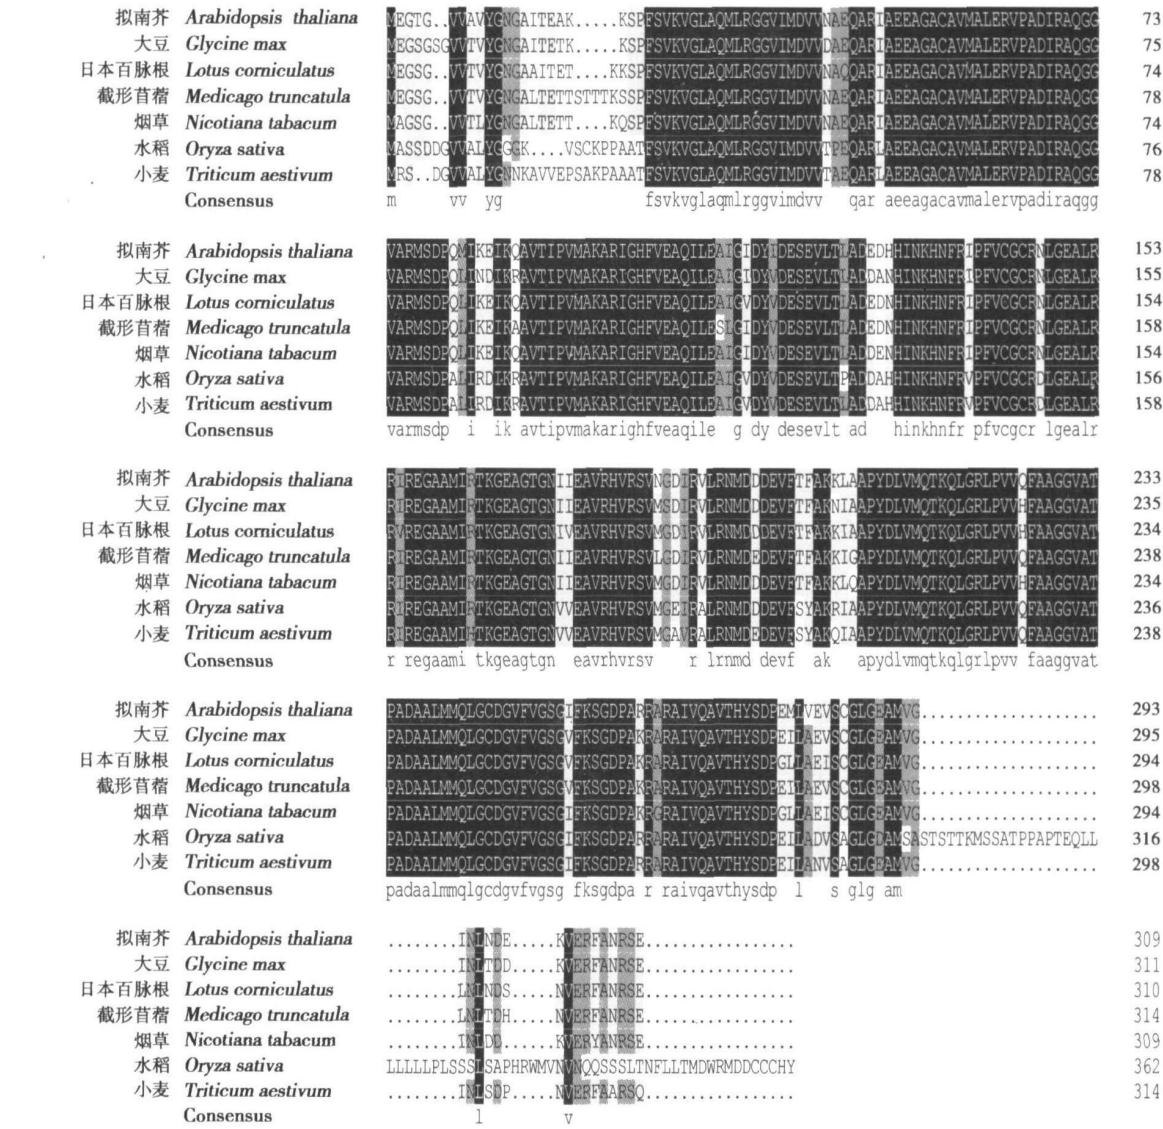 拟南芥 Arabidopsis thaliana MEGTG..VVAVYGNGAITEAK.....KSPFSVKVGLAQMLRGGVIMDVVNAEQARIAEEAGACAVMALERVPADIRAQGG 73
大豆 Glycine max MEGSGSGVVTVYGNGAITETK.....KSPFSVKVGLAQMLRGGVIMDVVDAEQARIAEEAGACAVMALERVPADIRAQGG 75
日本百脉根 Lotus corniculatus MEGSG..VVTVYGNGAAITET....KKSPFSVKVGLAQMLRGGVIMDVVNAQQARIAEEAGACAVMALERVPADIRAQGG 74
截形苜蓿 Medicago truncatula MEGSG..VVTVYGNGALTETTSTTTKSSPFSVKVGLAQMLRGGVIMDVVNAEQARIAEEAGACAVMALERVPADIRAQGG 78
烟草 Nicotiana tabacum MAGSG..VVTLYGNGALTETT....KQSPFSVKVGLAQMLRGGVIMDVVNAEQARIAEEAGACAVMALERVPADIRAQGG 74
水稻 Oryza sativa MASSDDGVVALYGGGK....VSCKPPAATFSVKVGLAQMLRGGVIMDVVTPEQARLAEEAGACAVMALERVPADIRAQGG 76
小麦 Triticum aestivum MRS..DGVVALYGNNKAVVEPSAKPAAATFSVKVGLAQMLRGGVIMDVVTAEQARLAEEAGACAVMALERVPADIRAQGG 78
Consensus m vv yg fsvkvglaqmlrggvimdvv qar aeeagacavmalervpadiraqgg
拟南芥 Arabidopsis thaliana VARMSDPQMIKEIKQAVTIPVMAKARIGHFVEAQILEAIGIDYIDESEVLTLADEDHHINKHNFRIPFVCGCRNLGEALR 153
大豆 Glycine max VARMSDPQLIKNDIKRAVTIPVMAKARIGHFVEAQILEAIGIDYVDESEVLTLADDANHINKHNFRIPFVCGCRNLGEALR 155
日本百脉根 Lotus corniculatus VARMSDPQLIKEIKQAVTIPVMAKARIGHFVEAQILEAIGVDYVDESEVLTLADEDNHINKHNFRIPFVCGCRNLGEALR 154
截形苜蓿 Medicago truncatula VARMSDPQLIKEIKAAVTIPVMAKARIGHFVEAQILESLGIDYVDESEVLTLADEDNHINKHNFRIPFVCGCRNLGEALR 158
烟草 Nicotiana tabacum VARMSDPQLIKEIKQAVTIPVMAKARIGHFVEAQILEAIGIDYVDESEVLTLADDENHINKHNFRIPFVCGCRNLGEALR 154
水稻 Oryza sativa VARMSDPALIRDIKRAVTIPVMAKARIGHFVEAQILEAIGVDYVDESEVLTPADDAHHINKHNFRVPFVCGCRDLGEALR 156
小麦 Triticum aestivum VARMSDPALIRDIKRAVTIPVMAKARIGHFVEAQILEAIGVDYVDESEVLTLADDAHHINKHNFRVPFVCGCRDLGEALR 158
Consensus varmsdp i ik avtipvmakarighfveaqile g dy desevlt ad hinkhnfr pfvcgcr lgealr
拟南芥 Arabidopsis thaliana RIREGAAMIRTKGEAGTGNIIEAVRHVRSVNGDIRVLRNMDDDEVFTFAKKLAAPYDLVMQTKQLGRLPVVQFAAGGVAT 233
大豆 Glycine max RIREGAAMIRTKGEAGTGNIIEAVRHVRSVMSDIRVLRNMDDDEVFTFAKNIAAPYDLVMQTKQLGRLPVVHFAAGGVAT 235
日本百脉根 Lotus corniculatus RVREGAAMIRTKGEAGTGNIVEAVRHVRSVMGDIRVLRNMDDDEVFTFAKKIAAPYDLVMQTKQLGRLPVVHFAAGGVAT 234
截形苜蓿 Medicago truncatula RIREGAAMIRTKGEAGTGNIIEAVRHVRSVLGDIRVLRNMDDDEVFTFAKKIGAPYDLVMQTKQLGRLPVVQFAAGGVAT 238
烟草 Nicotiana tabacum RIREGAAMIRTKGEAGTGNIIEAVRHVRSVMGDIRVLRNMDDDEVFTFAKKLQAPYDLVMQTKQLGRLPVVHFAAGGVAT 234
水稻 Oryza sativa RIREGAAMIRTKGEAGTGNVVEAVRHVRSVMGEIRALRNMDDDEVFSYAKRIAAPYDLVMQTKQLGRLPVVQFAAGGVAT 236
小麦 Triticum aestivum RIREGAAMIHTKGEAGTGNVVEAVRHVRSVMGAVRALRNMDEDEVFSYAKQIAAPYDLVMQTKQLGRLPVVQFAAGGVAT 238
Consensus r regaami tkgeagtgn eavrhvrsv r lrnmd devf ak apydlvmqtkqlgrlpvv faaggvat
拟南芥 Arabidopsis thaliana PADAALMMQLGCDGVFVGSGIFKSGDPARRARAIVQAVTHYSDPEMLVEVSCGLGEAMVG.................... 293
大豆 Glycine max PADAALMMQLGCDGVFVGSGVFKSGDPAKRARAIVQAVTHYSDPEILAEVSCGLGEAMVG.................... 295
日本百脉根 Lotus corniculatus PADAALMMQLGCDGVFVGSGIFKSGDPAKRARAIVQAVTHYSDPGLLAEISCGLGEAMVG.................... 294
截形苜蓿 Medicago truncatula PADAALMMQLGCDGVFVGSGVFKSGDPAKRARAIVQAVTHYSDPEILAEVSCGLGEAMVG.................... 298
烟草 Nicotiana tabacum PADAALMMQLGCDGVFVGSGIFKSGDPAKRGRAIVQAVTHYSDPGLLAEISCGLGEAMVG.................... 294
水稻 Oryza sativa PADAALMMQLGCDGVFVGSGIFKSGDPARRARAIVQAVTHYSDPEILADVSAGLGDAMSASTSTTKMSSATPPAPTEQLL 316
小麦 Triticum aestivum PADAALMMQLGCDGVFVGSGIFKSGDPARRARAIVQAVTHYSDPEILANVSAGLGEAMVG.................... 298
Consensus padaalmmqlgcdgvfvgsg fksgdpa r raivqavthysdp l s glg am
拟南芥 Arabidopsis thaliana ........INLNDE.....KVERFANRSE................. 309
大豆 Glycine max ........INLTDD.....KVERFANRSE................. 311
日本百脉根 Lotus corniculatus ........LNLNDS.....NVERFANRSE................. 310
截形苜蓿 Medicago truncatula ........LNLTDH.....NVERFANRSE................. 314
烟草 Nicotiana tabacum ........INLDD......KVERYANRSE................. 309
水稻 Oryza sativa LLLLLPLSSSLSAPHRWMVNVNQQSSSLTNFLLTMDWRMDDCCCHY 362
小麦 Triticum aestivum ........INLSDP.....NVERFAARSQ................. 314
Consensus l v